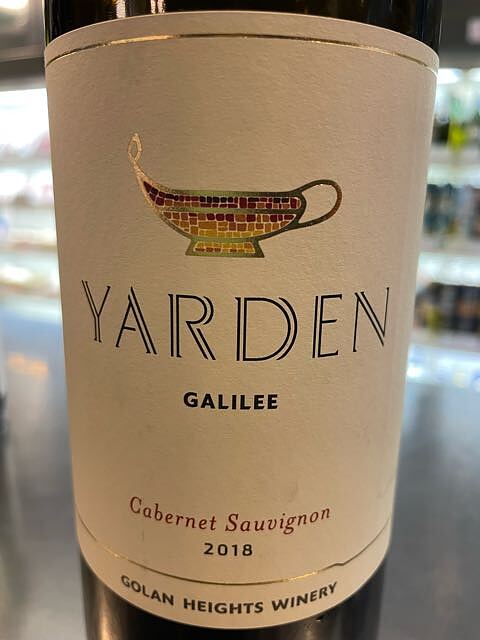 YARDEN
GALILEE
Cabernet Sauvignon
2018
GOLAN HEIGHTS WINERY